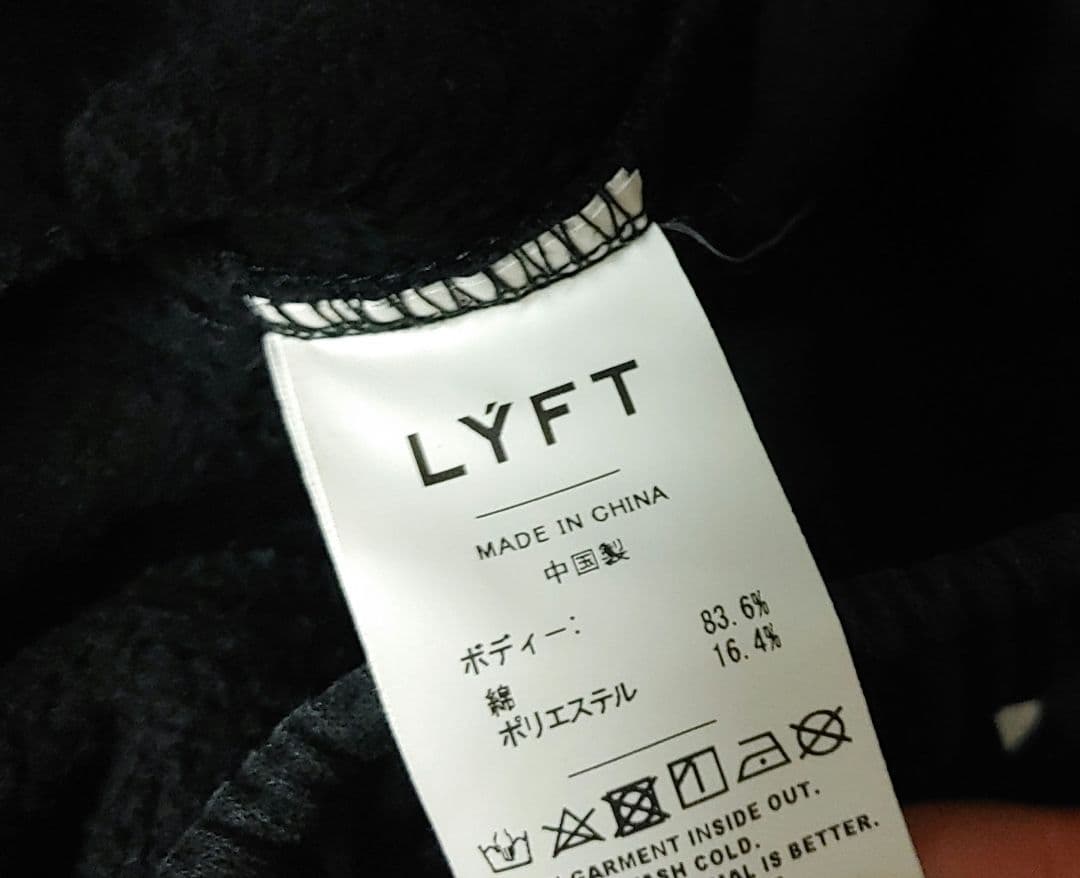 LÝFT
MADE IN CHINA
中国製
ボディー:
綿 83.6%
ポリエステル 16.4%
GARMENT INSIDE OUT.
COLD.
IS BETTER.